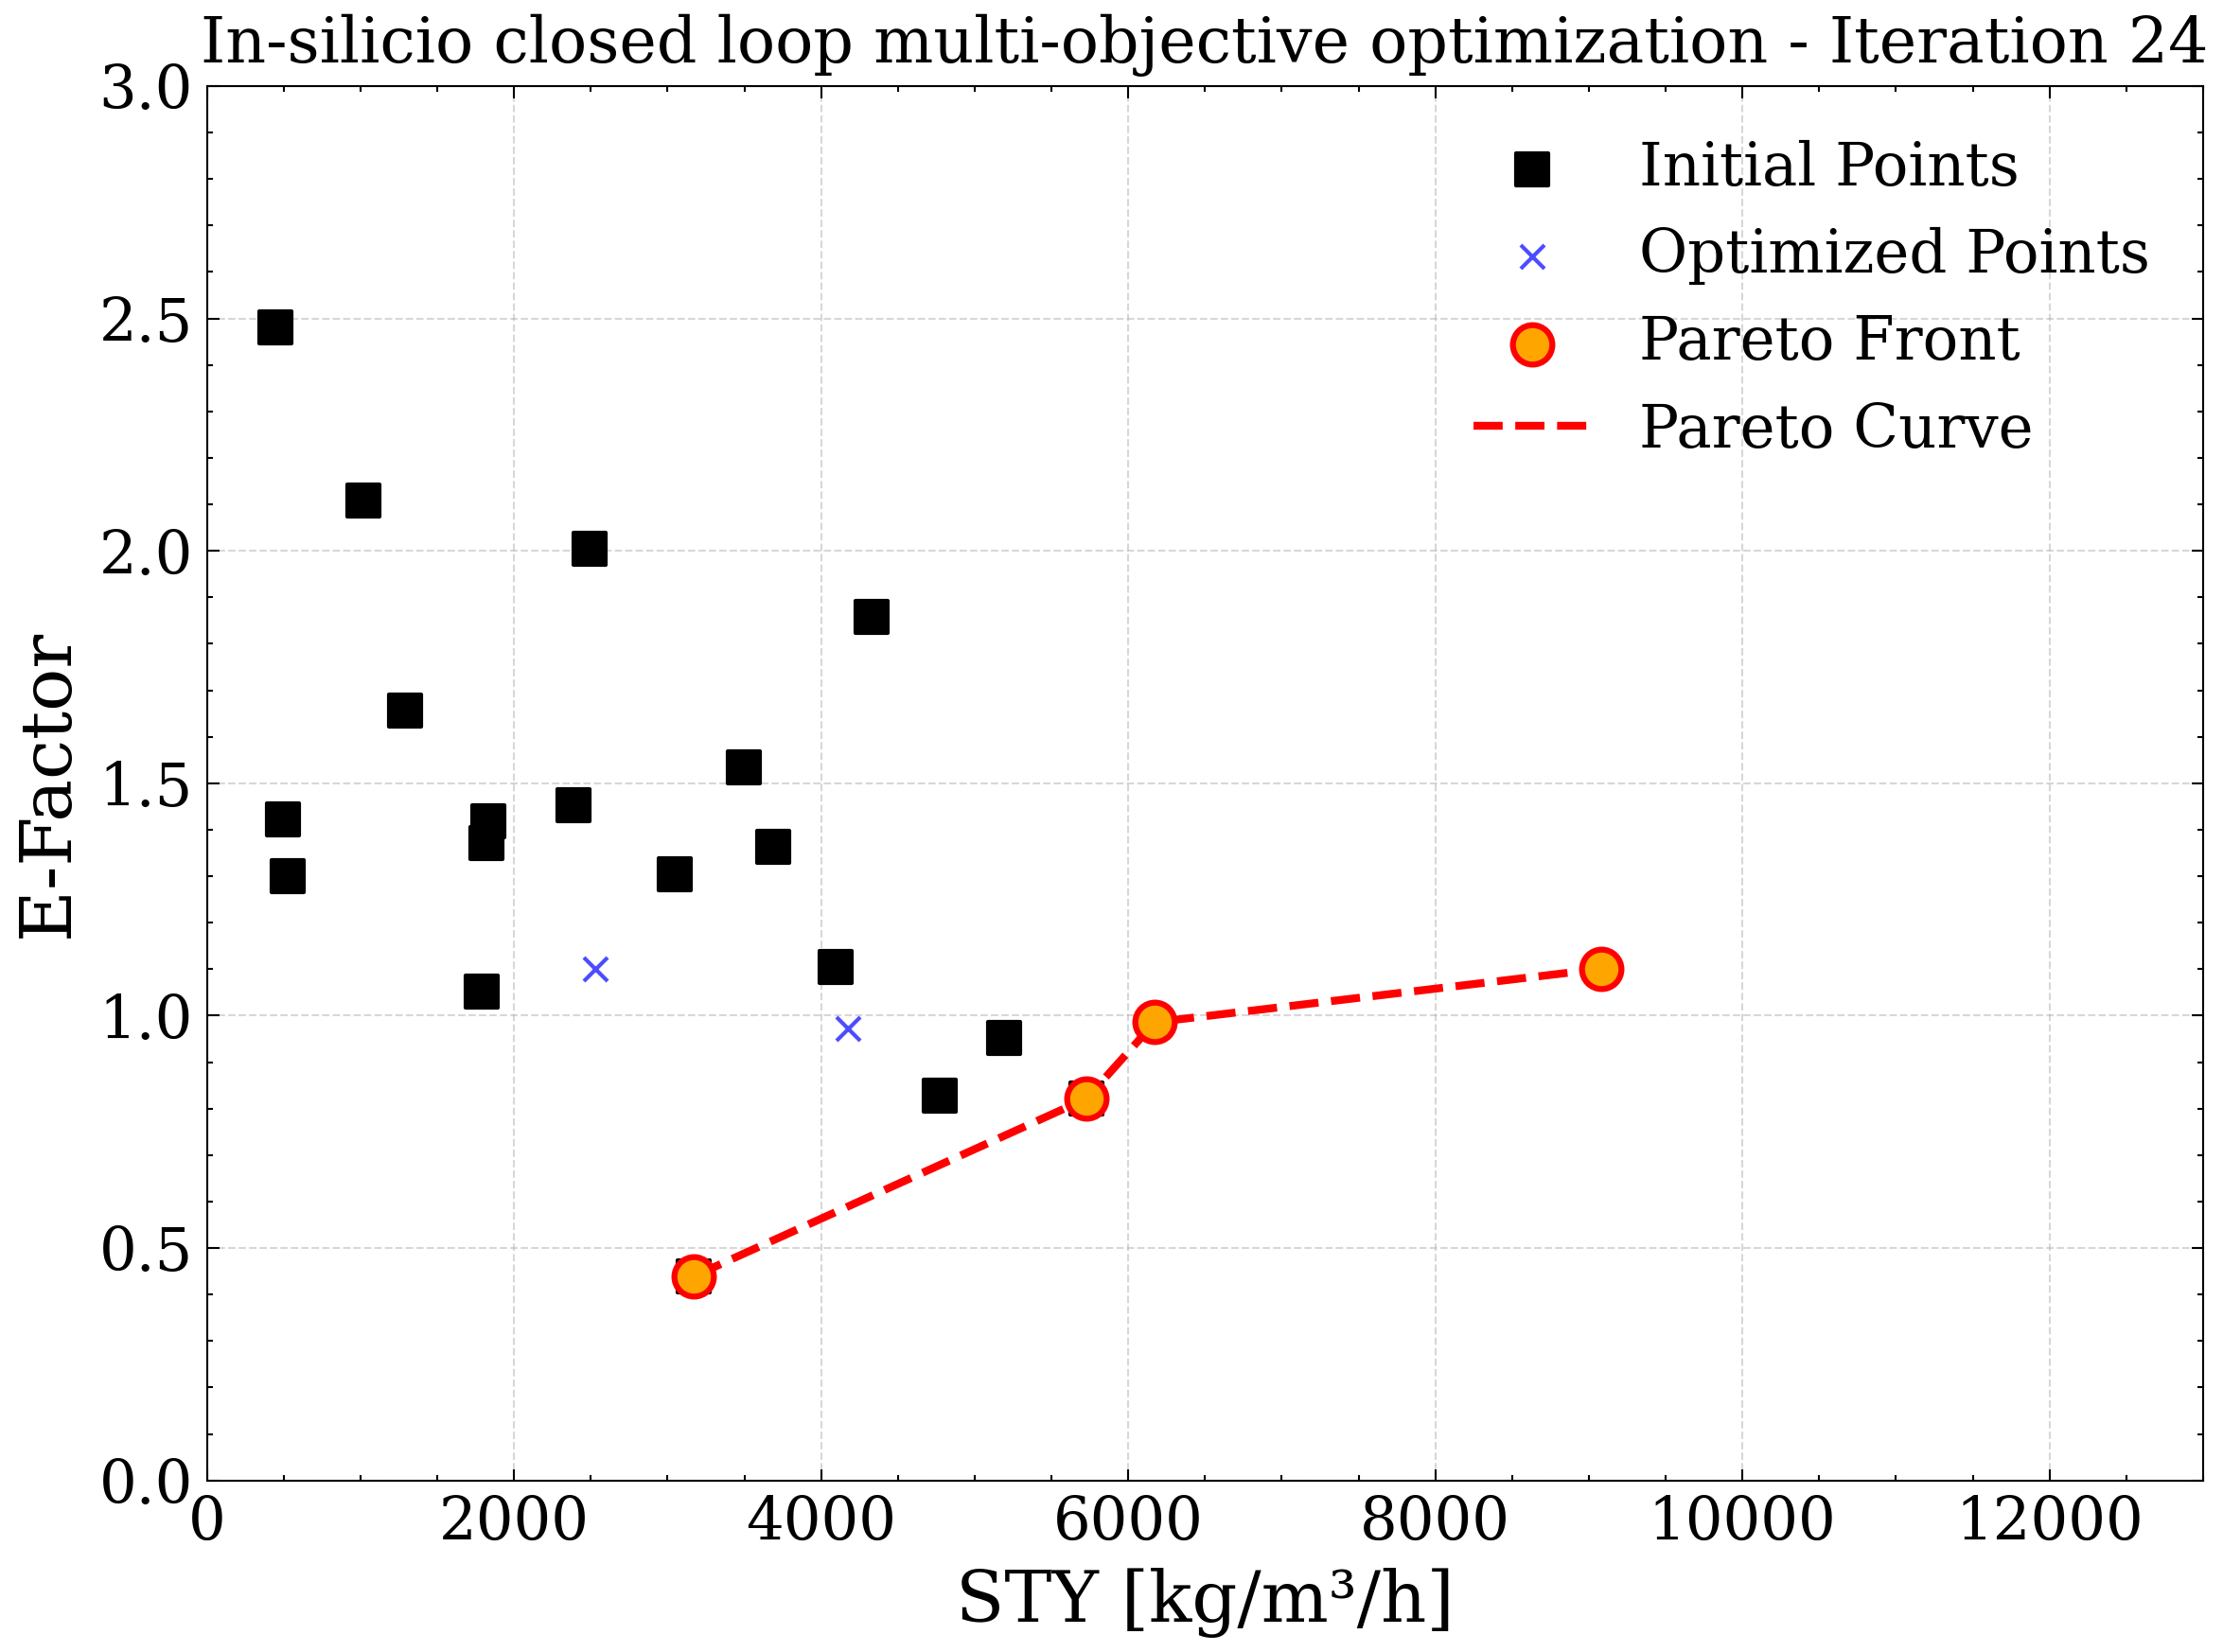 In-silicio closed loop multi-objective optimization - Iteration 24
3.0
2.5
2.0
1.5
1.0
0.5
0.0
E-Factor
Initial Points
Optimized Points
Pareto Front
Pareto Curve
0 2000 4000 6000 8000 10000 12000
STY [kg/m³/h]